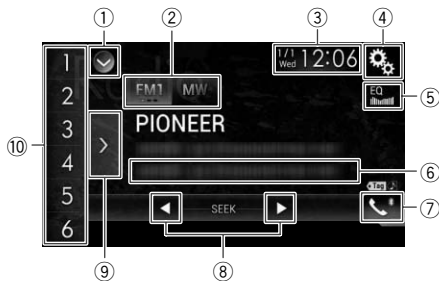 ① ② ③ ④
1/1 Wed 12:06
EQ
⑤
1
2
3
4
5
6
⑩
FM1 MW
PIONEER
⑥
Tag
⑦
SEEK
⑨ ⑧